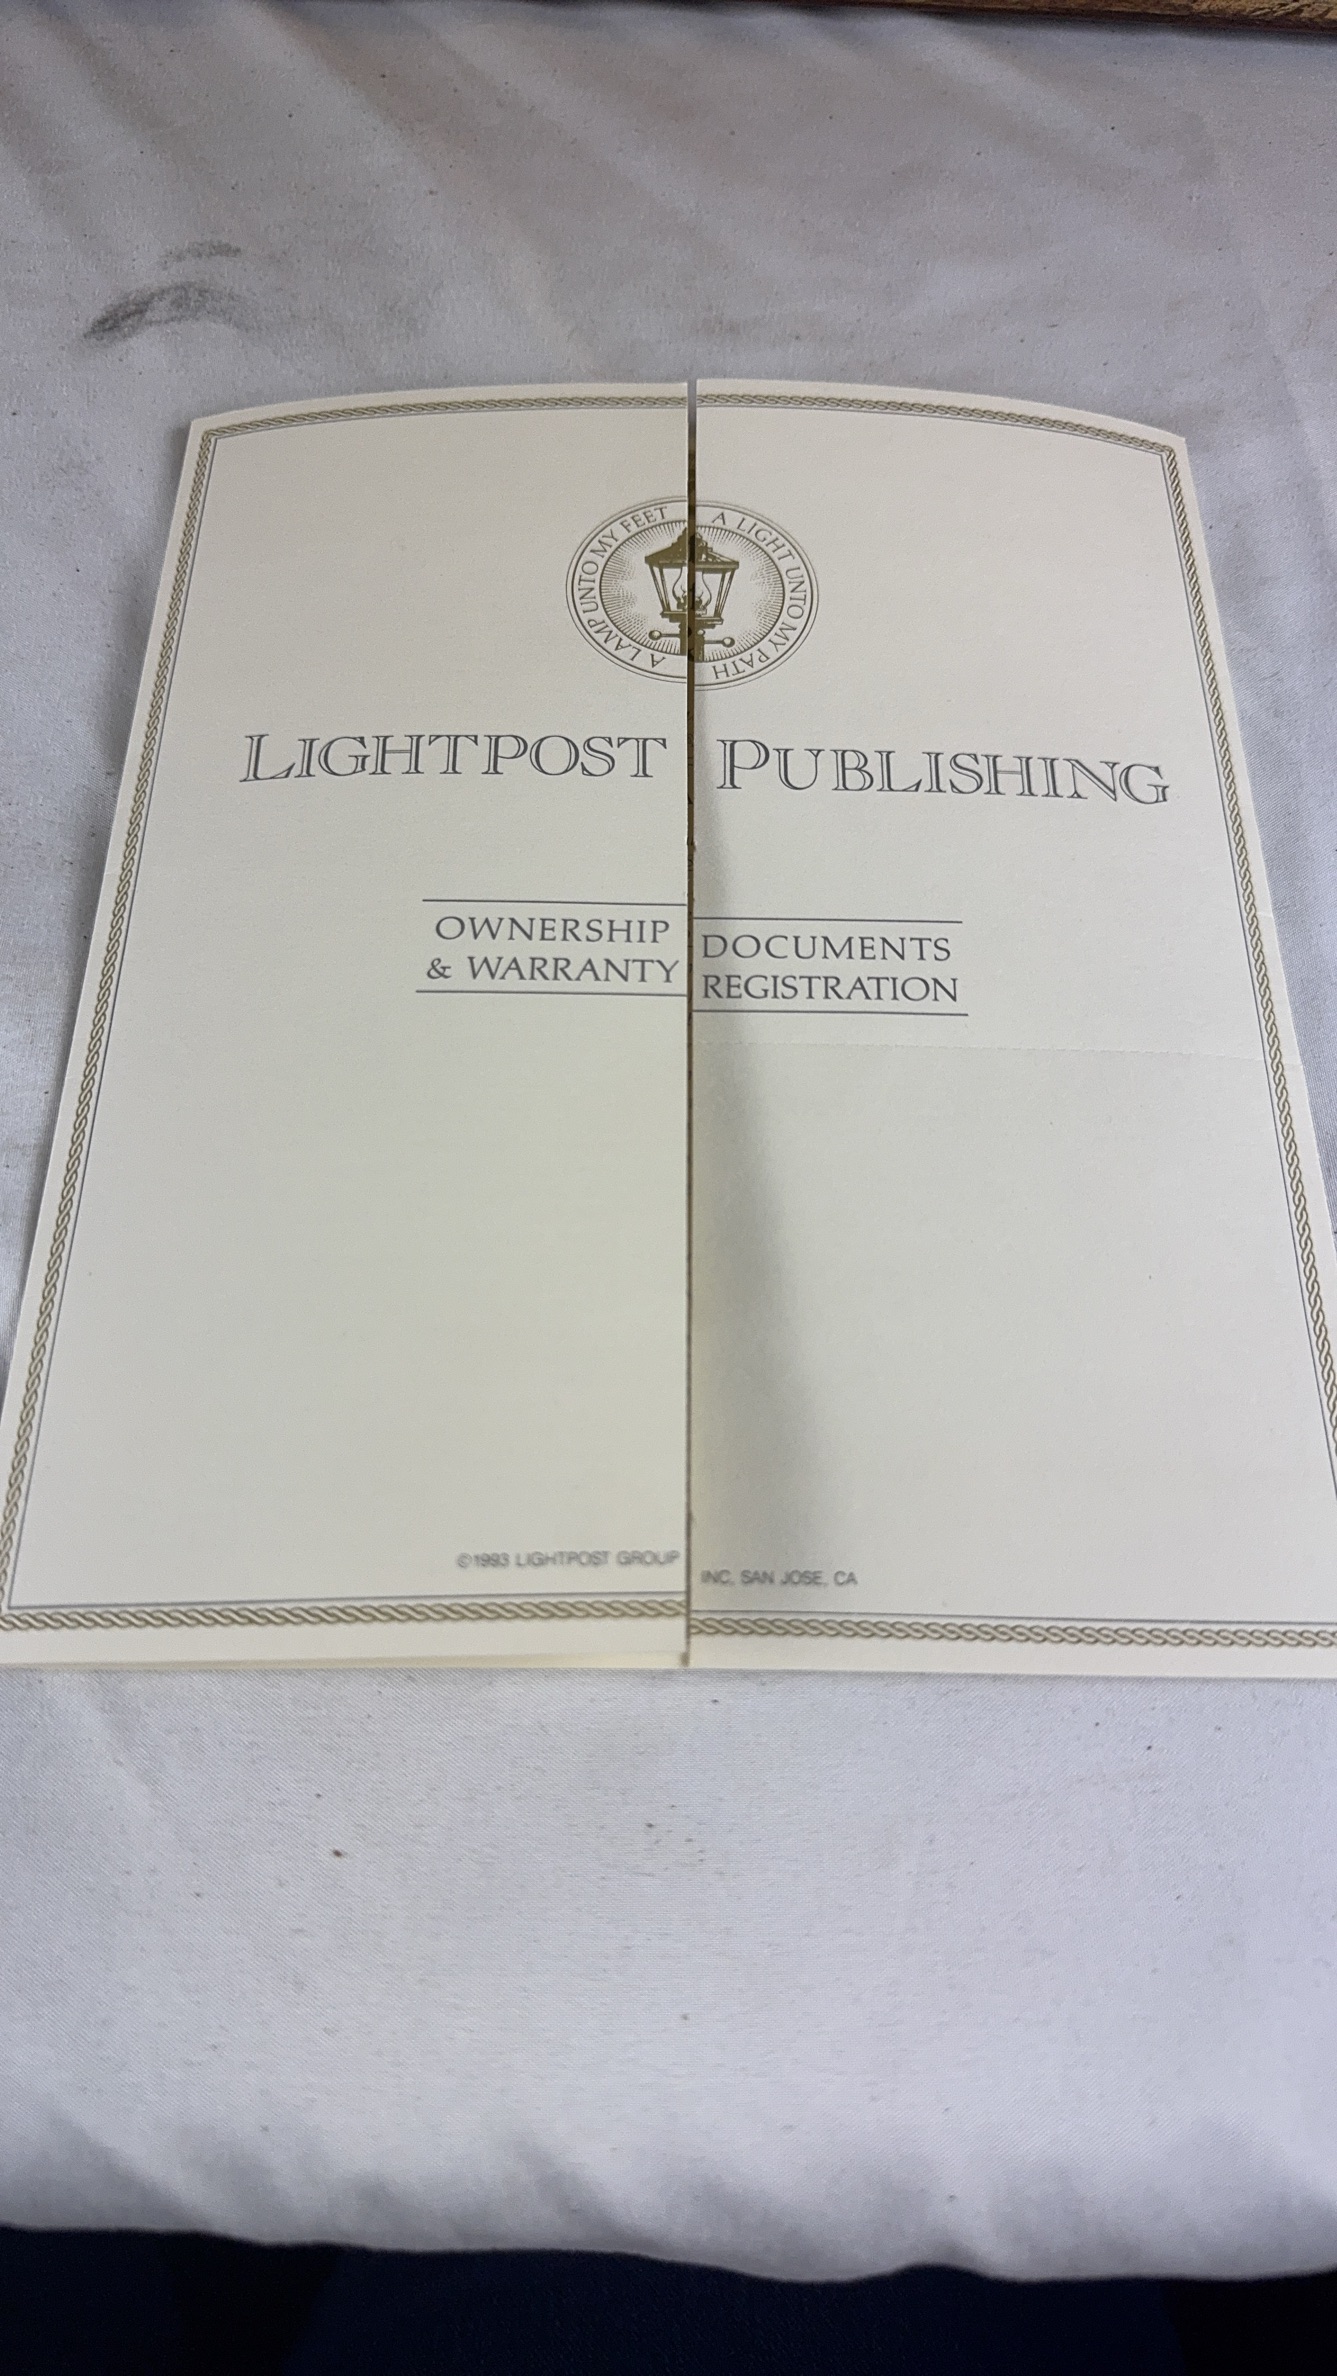 A LAMP UNTO MY FEET A LIGHT UNTO MY PATH
LIGHTPOST PUBLISHING
OWNERSHIP DOCUMENTS
& WARRANTY REGISTRATION
©1993 LIGHTPOST GROUP INC, SAN JOSE, CA